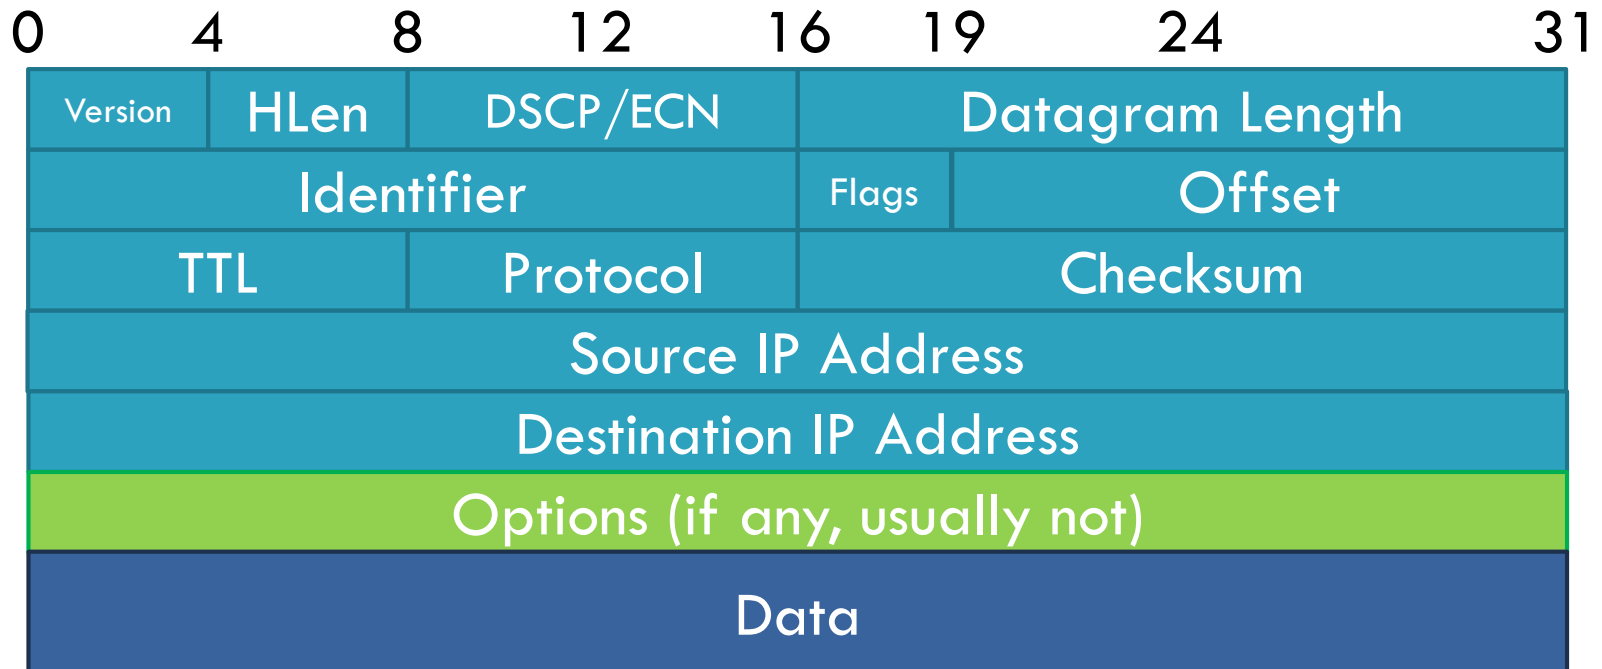 0 4 8 12 16 19 24 31
Version HLen DSCP/ECN Datagram Length
Identifier Flags Offset
TTL Protocol Checksum
Source IP Address
Destination IP Address
Options (if any, usually not)
Data